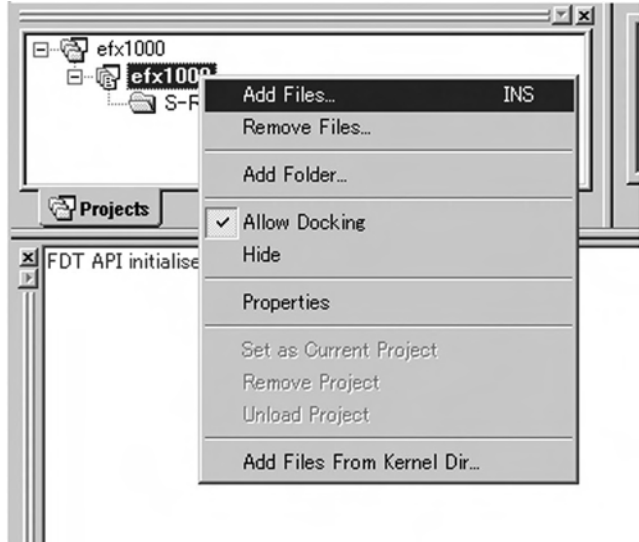 efx1000
efx1000
S-R
Add Files... INS
Remove Files...
Add Folder...
Projects
Allow Docking
Hide
FDT API initialise
Properties
Set as Current Project
Remove Project
Unload Project
Add Files From Kernel Dir...